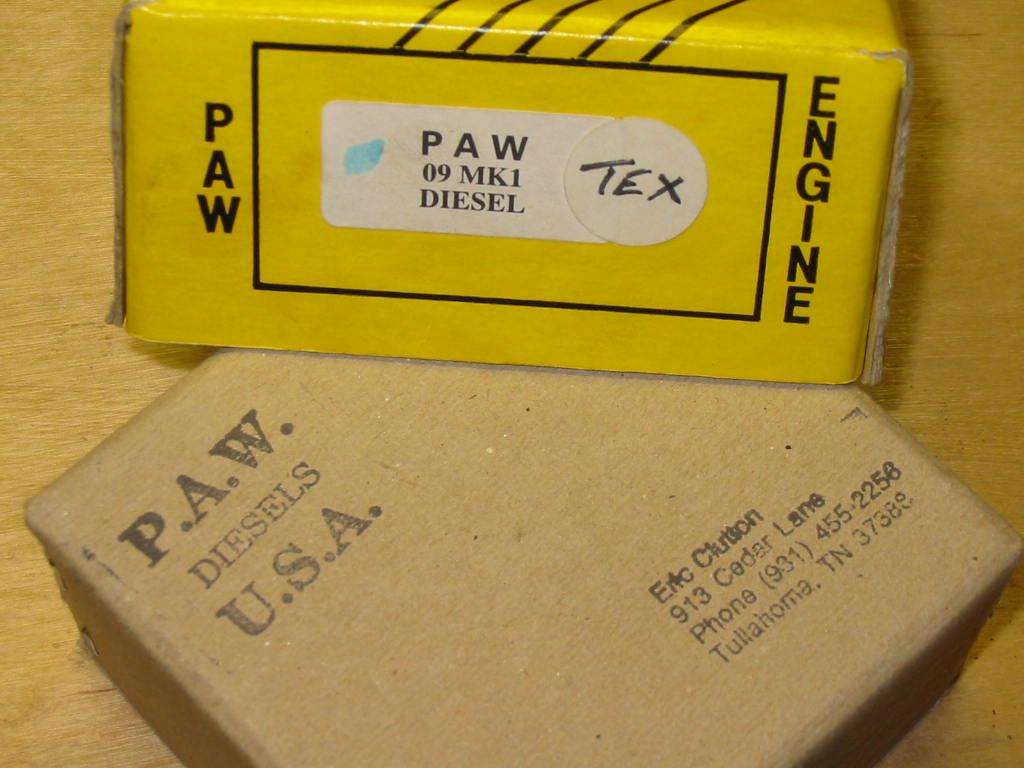 PAW
ENGINE
PAW
09 MK1
DIESEL
TEX
P.A.W.
DIESELS
U.S.A.
Eric Clutton
913 Cedar Lane
Phone (931) 455-2256
Tullahoma, TN 37388